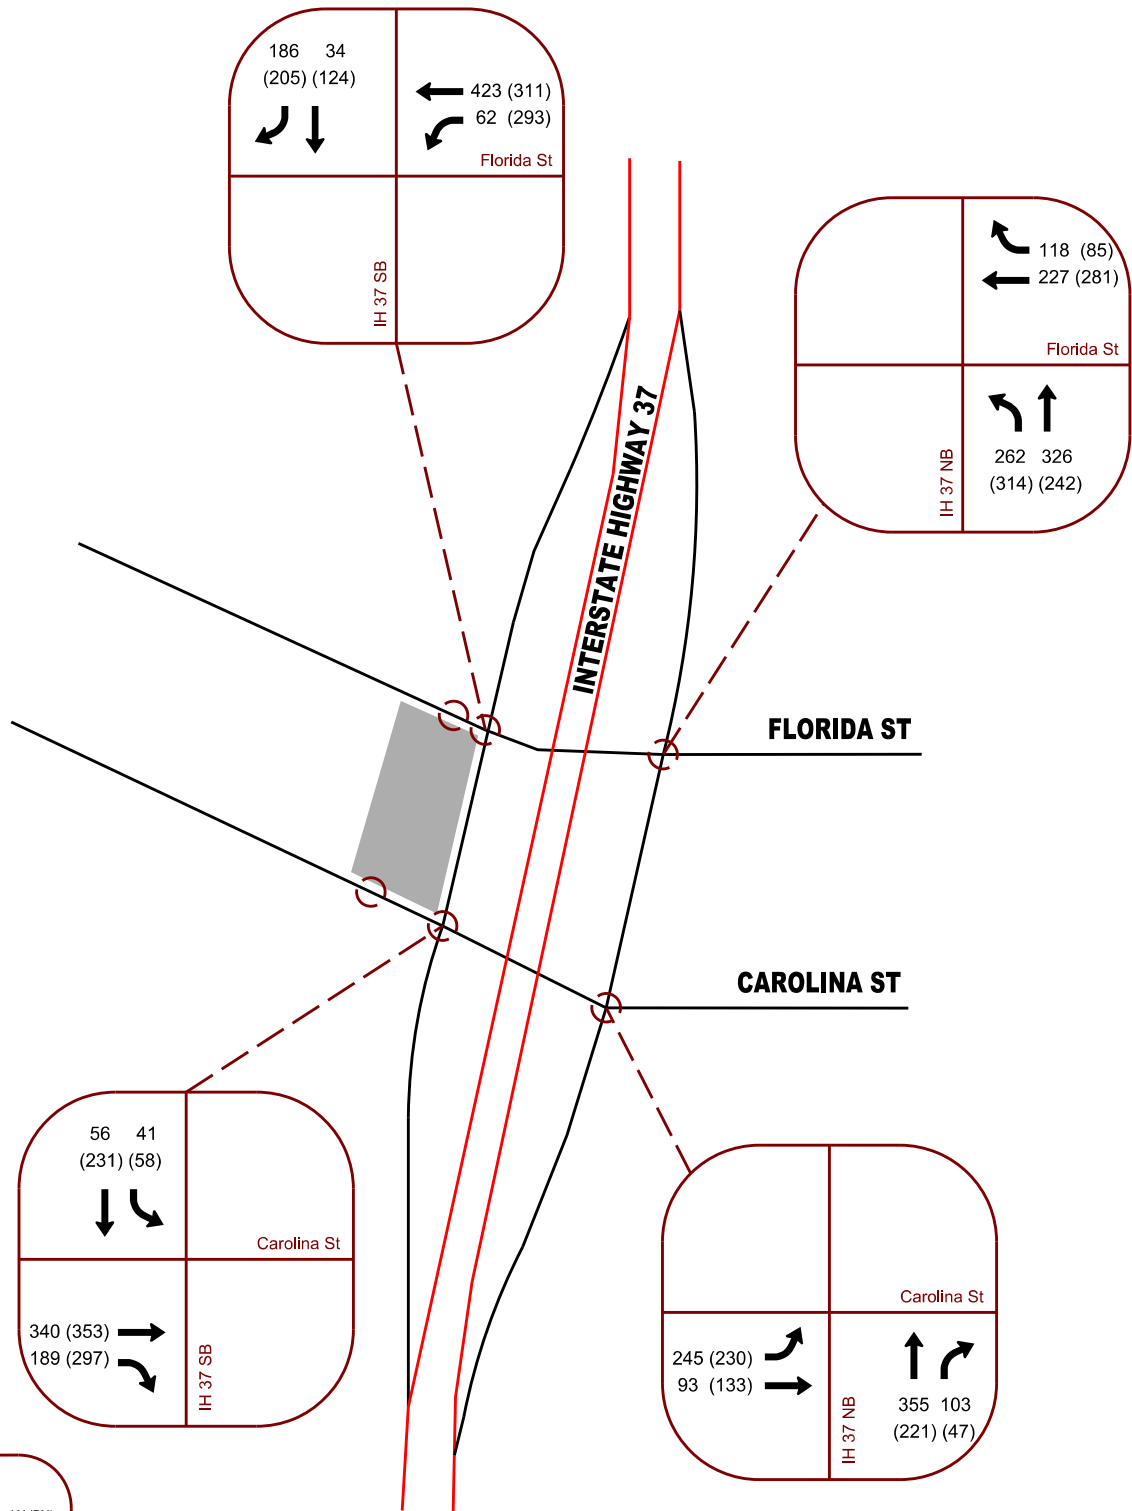 186 34
(205) (124)
423 (311)
62 (293)
Florida St
IH 37 SB
118 (85)
227 (281)
Florida St
262 326
(314) (242)
IH 37 NB
INTERSTATE HIGHWAY 37
FLORIDA ST
CAROLINA ST
56 41
(231) (58)
Carolina St
340 (353)
189 (297)
IH 37 SB
Carolina St
245 (230)
93 (133)
355 103
(221) (47)
IH 37 NB